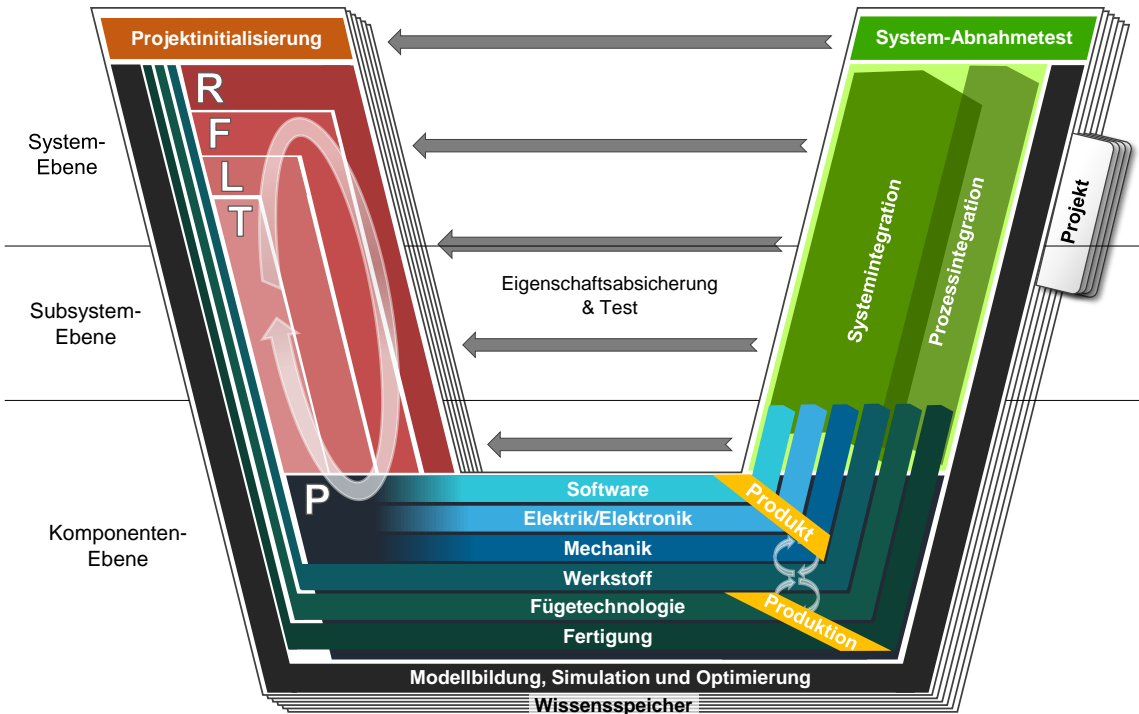 Projektinitialisierung
System-Abnahmetest
R
F
L
T
P
System-
Ebene
Subsystem-
Ebene
Komponenten-
Ebene
Eigenschaftsabsicherung
& Test
Systemintegration
Prozessintegration
Projekt
Software
Elektrik/Elektronik
Mechanik
Werkstoff
Fügetechnologie
Fertigung
Produkt
Produktion
Modellbildung, Simulation und Optimierung
Wissensspeicher